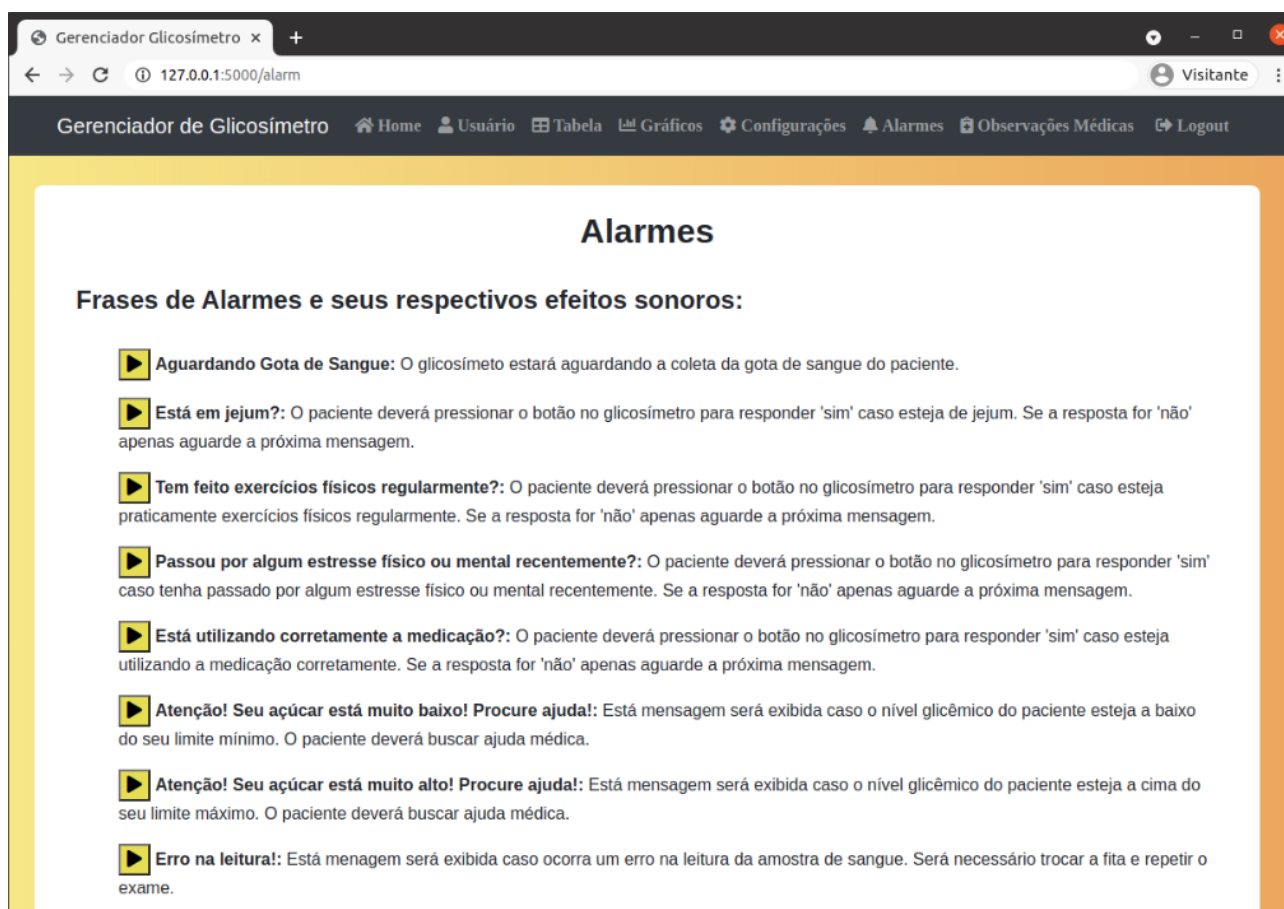 Gerenciador Glicosímetro
127.0.0.1:5000/alarm
Visitante
Gerenciador de Glicosímetro Home Usuário Tabela Gráficos Configurações Alarmes Observações Médicas Logout
Alarmes
Frases de Alarmes e seus respectivos efeitos sonoros:
Aguardando Gota de Sangue: O glicosímeto estará aguardando a coleta da gota de sangue do paciente.
Está em jejum?: O paciente deverá pressionar o botão no glicosímetro para responder 'sim' caso esteja de jejum. Se a resposta for 'não'
apenas aguarde a próxima mensagem.
Tem feito exercícios físicos regularmente?: O paciente deverá pressionar o botão no glicosímetro para responder 'sim' caso esteja
praticamente exercícios físicos regularmente. Se a resposta for 'não' apenas aguarde a próxima mensagem.
Passou por algum estresse físico ou mental recentemente?: O paciente deverá pressionar o botão no glicosímetro para responder 'sim'
caso tenha passado por algum estresse físico ou mental recentemente. Se a resposta for 'não' apenas aguarde a próxima mensagem.
Está utilizando corretamente a medicação?: O paciente deverá pressionar o botão no glicosímetro para responder 'sim' caso esteja
utilizando a medicação corretamente. Se a resposta for 'não' apenas aguarde a próxima mensagem.
Atenção! Seu açúcar está muito baixo! Procure ajuda!: Está mensagem será exibida caso o nível glicêmico do paciente esteja a baixo
do seu limite mínimo. O paciente deverá buscar ajuda médica.
Atenção! Seu açúcar está muito alto! Procure ajuda!: Está mensagem será exibida caso o nível glicêmico do paciente esteja a cima do
seu limite máximo. O paciente deverá buscar ajuda médica.
Erro na leitura!: Está menagem será exibida caso ocorra um erro na leitura da amostra de sangue. Será necessário trocar a fita e repetir o
exame.